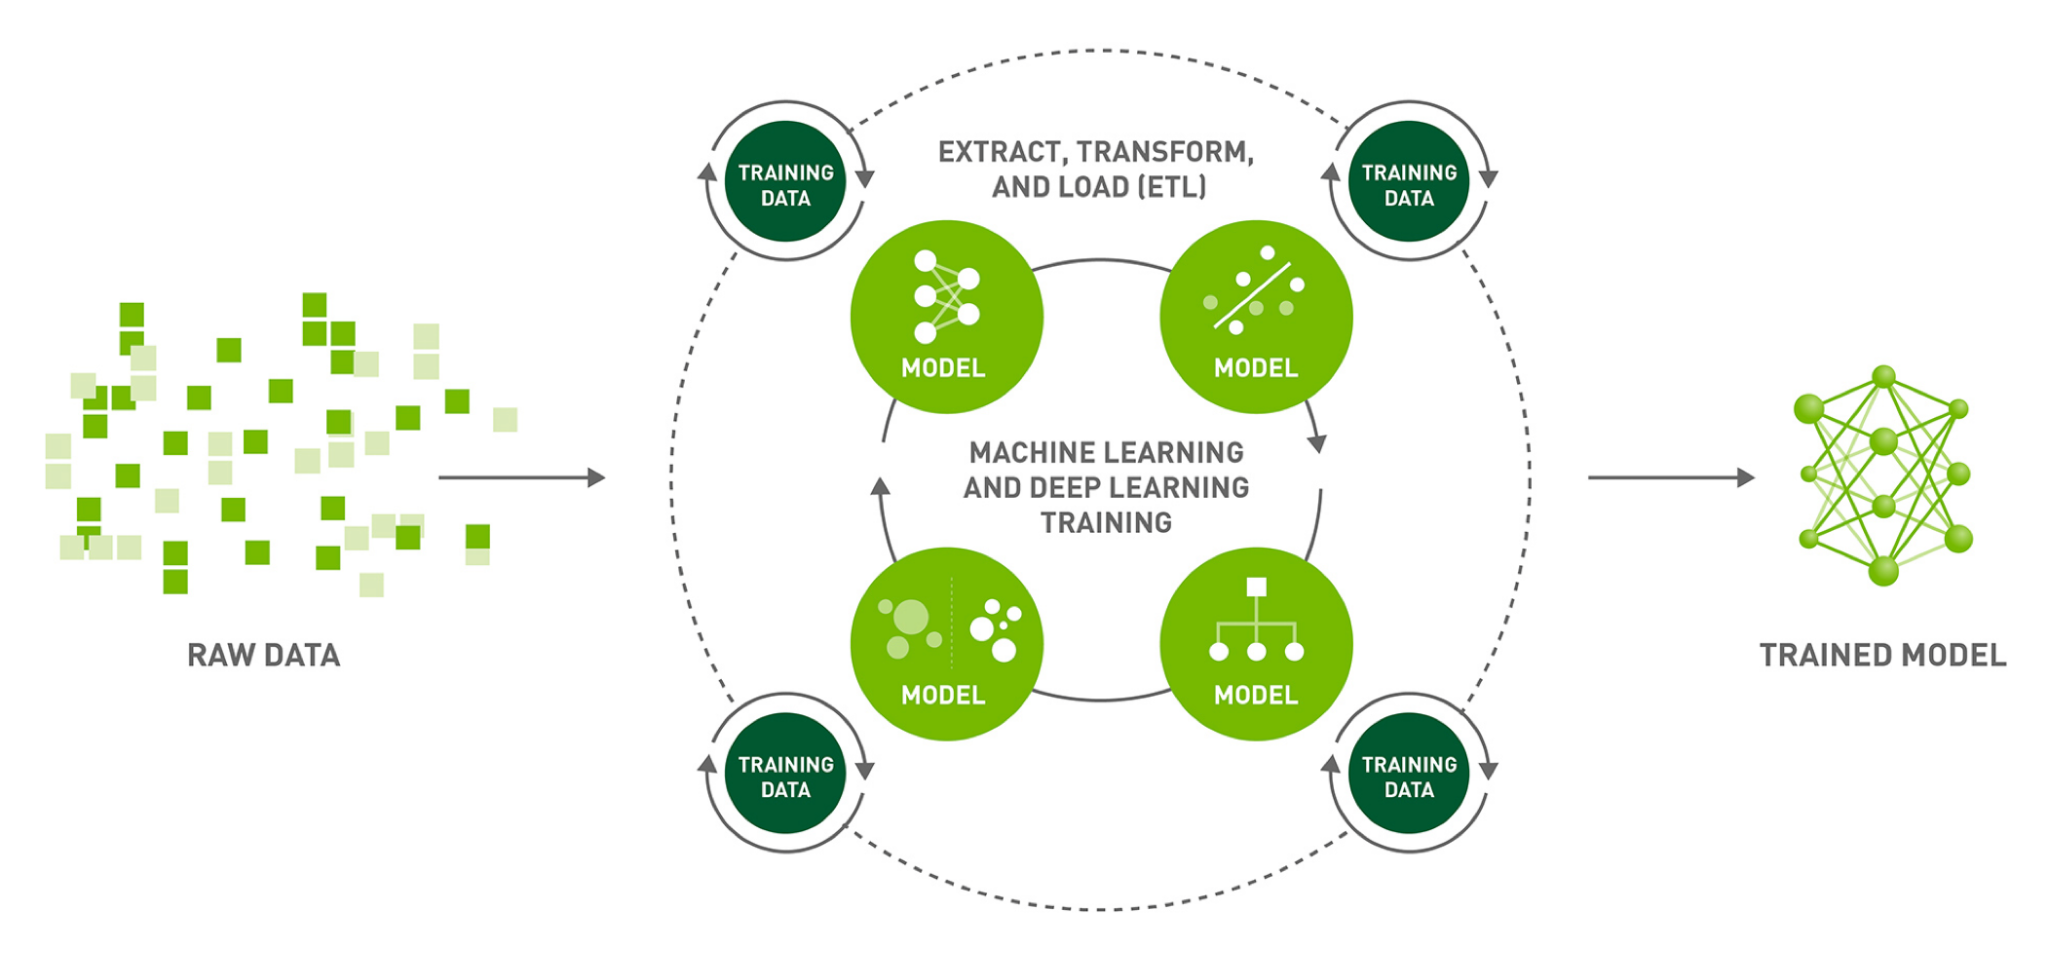 TRAINING
DATA
EXTRACT, TRANSFORM,
AND LOAD (ETL)
TRAINING
DATA
MODEL
MODEL
MACHINE LEARNING
AND DEEP LEARNING
TRAINING
RAW DATA
TRAINED MODEL
MODEL
MODEL
TRAINING
DATA
TRAINING
DATA